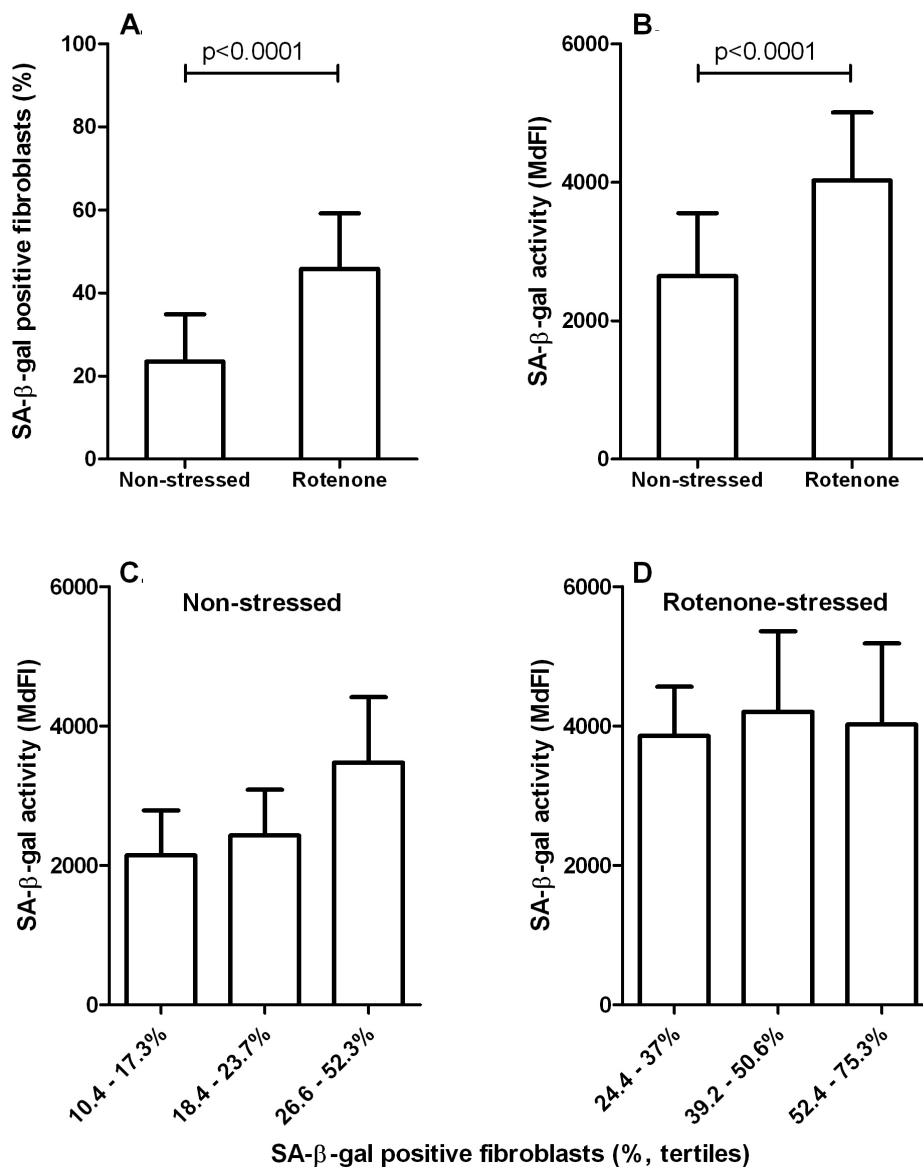 A.
p<0.0001
SA-β-gal positive fibroblasts (%)
100
80
60
40
20
0
Non-stressed Rotenone
B.
p<0.0001
SA-β-gal activity (MdFI)
6000
4000
2000
0
Non-stressed Rotenone
C.
Non-stressed
SA-β-gal activity (MdFI)
6000
4000
2000
0
10.4 - 17.3%
18.4 - 23.7%
26.6 - 52.3%
D
Rotenone-stressed
SA-β-gal activity (MdFI)
6000
4000
2000
0
24.4 - 37%
39.2 - 50.6%
52.4 - 75.3%
SA-β-gal positive fibroblasts (%, tertiles)